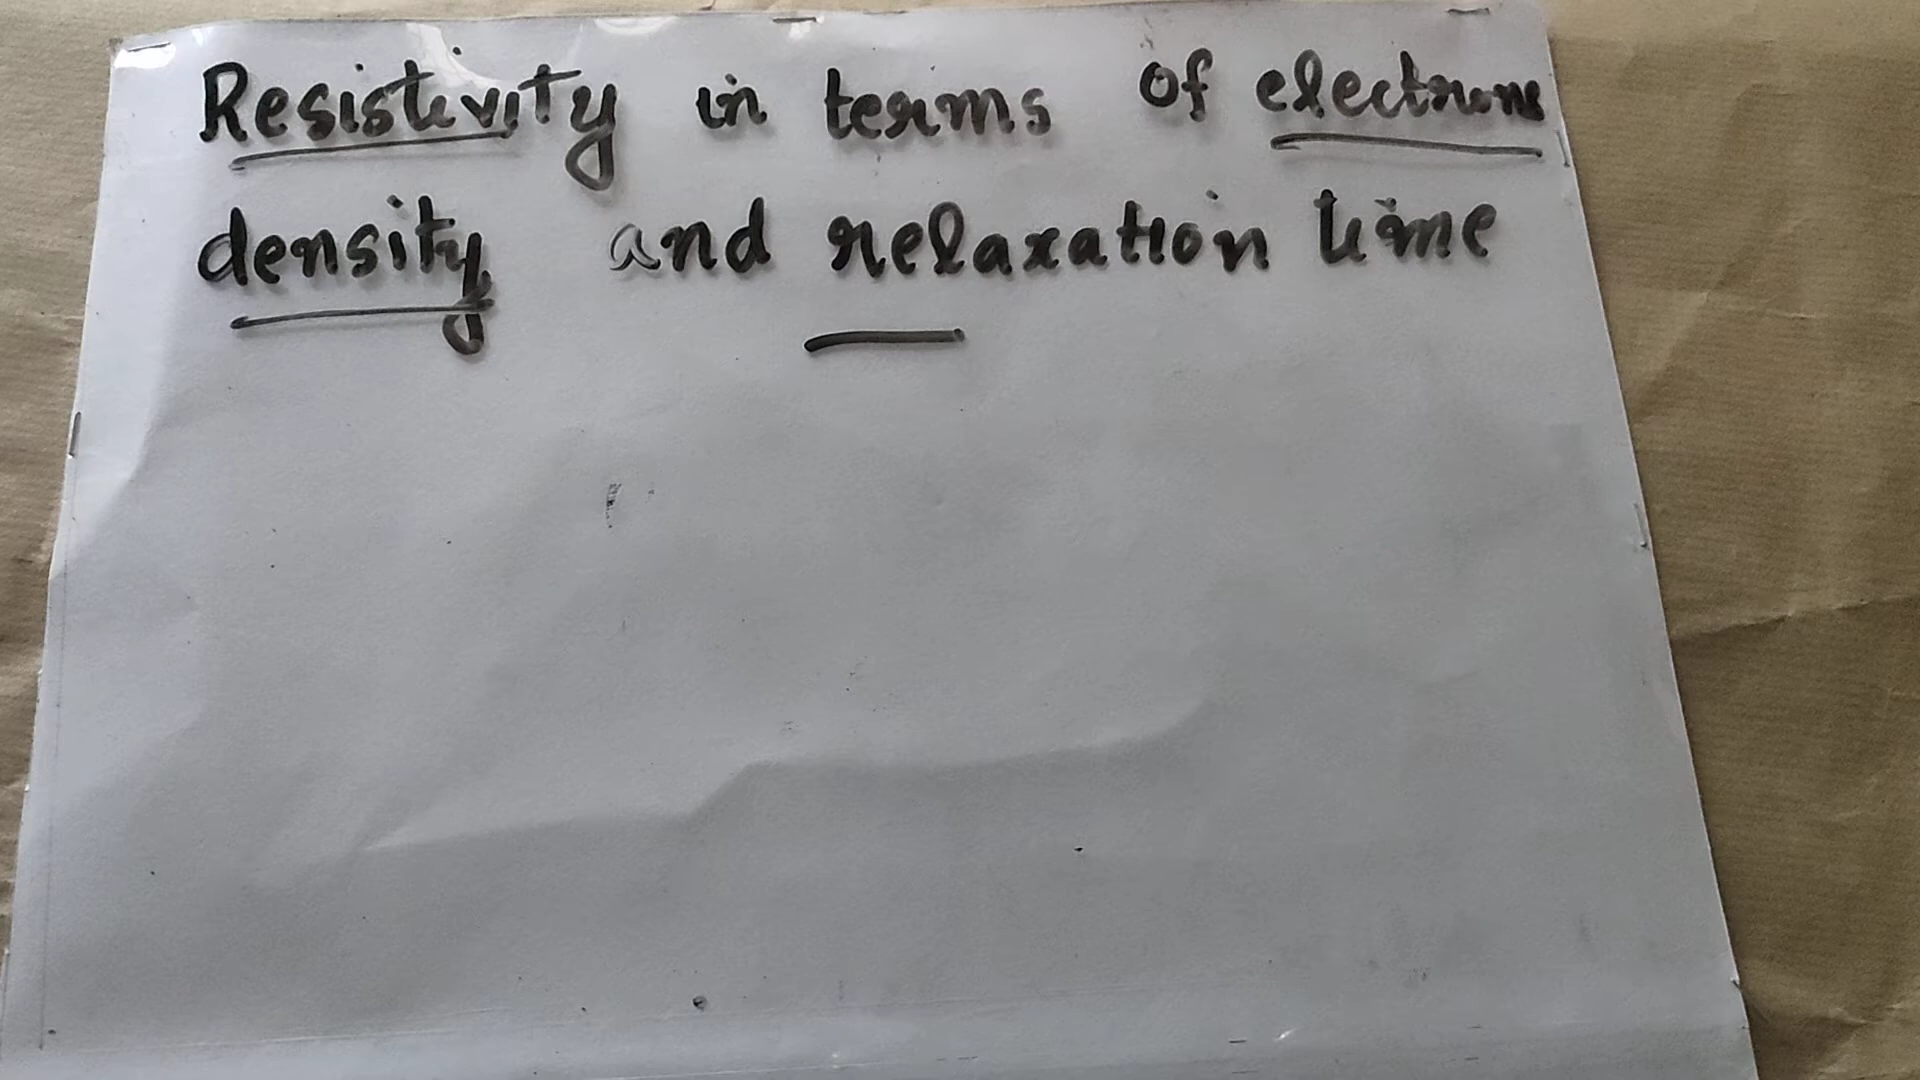 Resistivity in terms of electrons
density and relaxation time